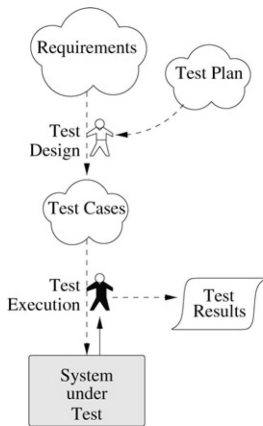 Requirements
Test Plan
Test
Design
Test Cases
Test
Execution
Test
Results
System
under
Test